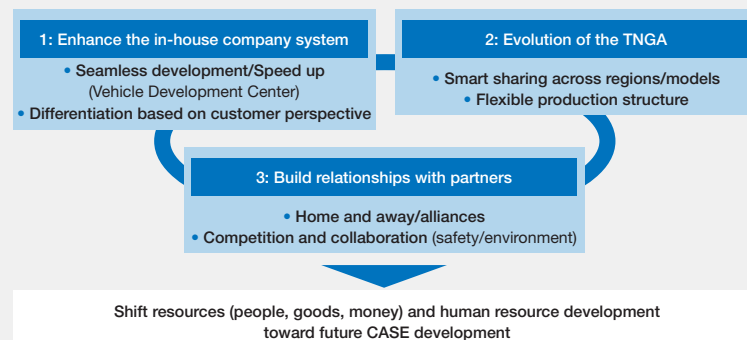 1: Enhance the in-house company system
• Seamless development/Speed up
(Vehicle Development Center)
• Differentiation based on customer perspective
2: Evolution of the TNGA
• Smart sharing across regions/models
• Flexible production structure
3: Build relationships with partners
• Home and away/alliances
• Competition and collaboration (safety/environment)
Shift resources (people, goods, money) and human resource development
toward future CASE development